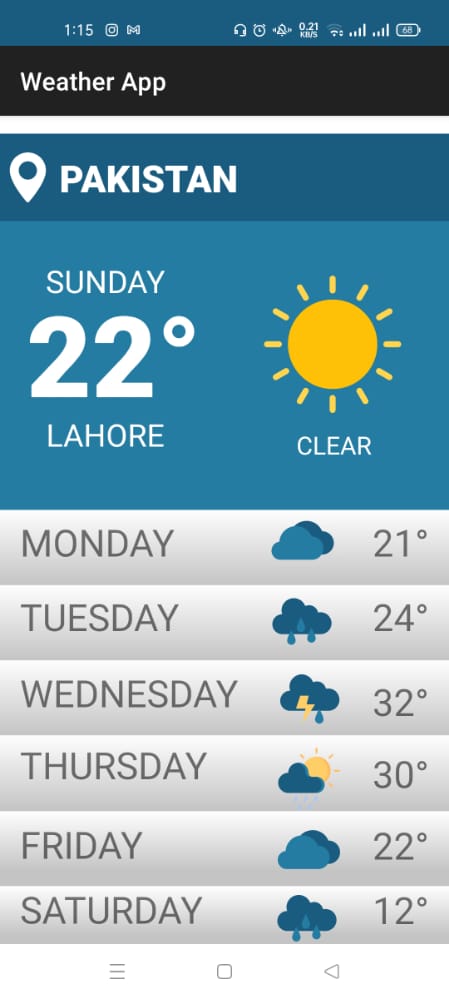 1:15 0.21 KB/S 68
Weather App
PAKISTAN
SUNDAY
22°
LAHORE
CLEAR
MONDAY 21°
TUESDAY 24°
WEDNESDAY 32°
THURSDAY 30°
FRIDAY 22°
SATURDAY 12°